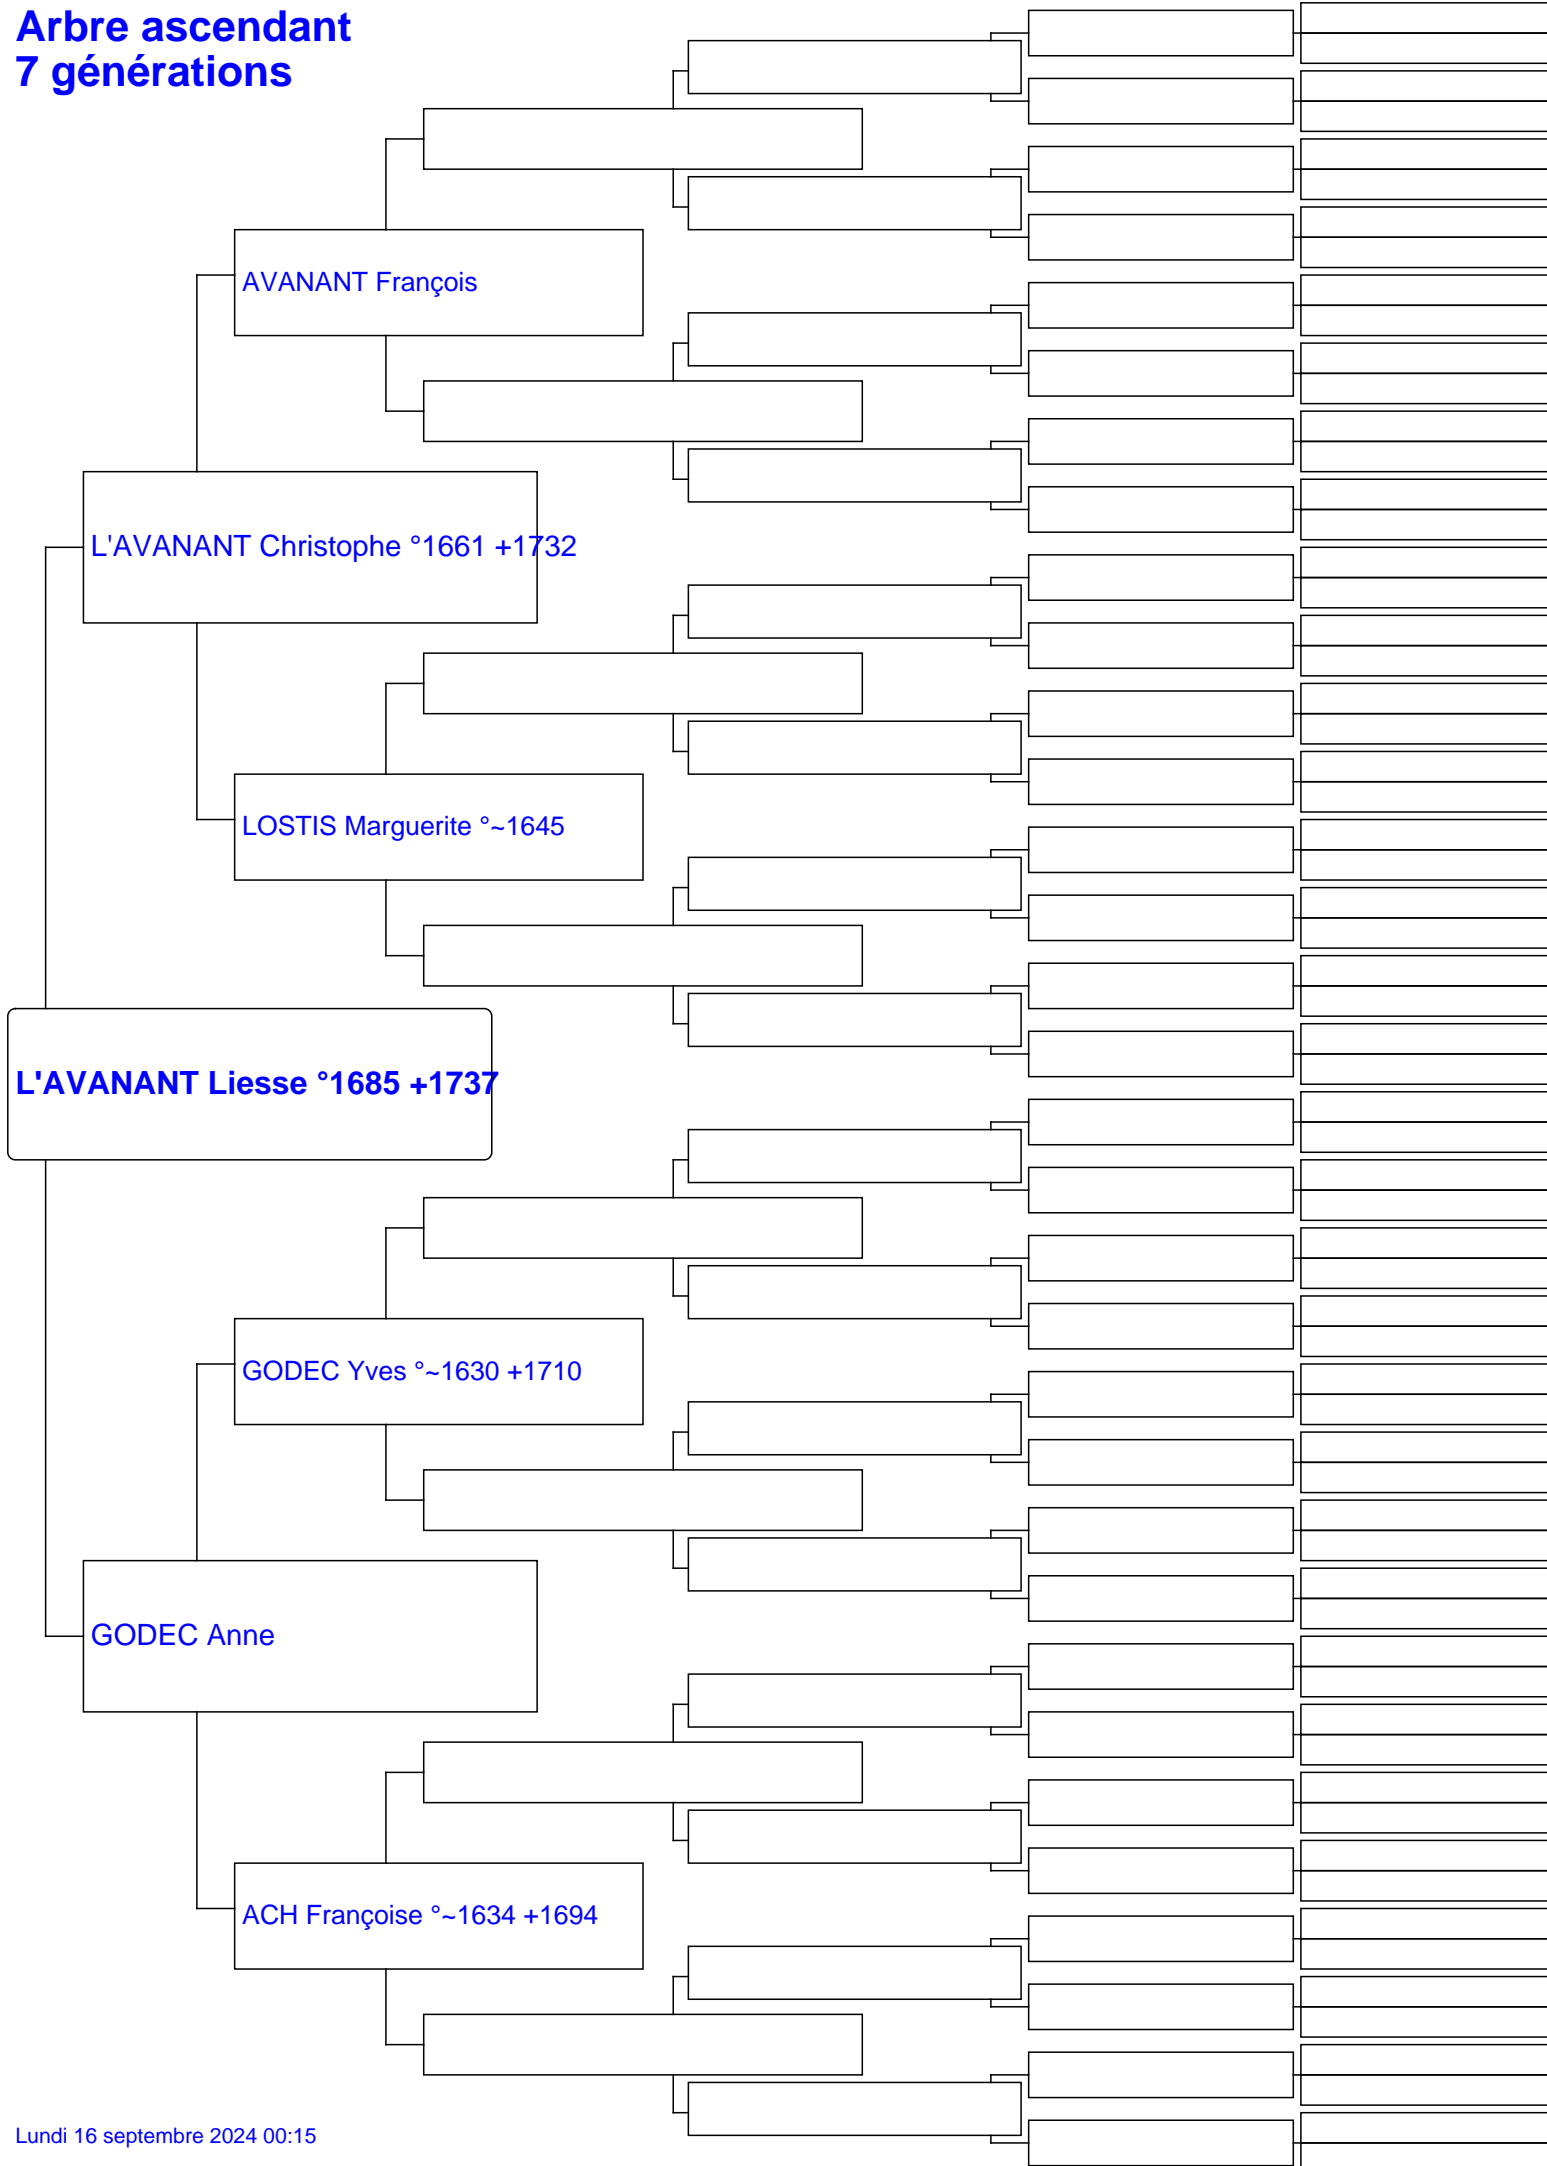 Arbre ascendant
7 générations
AVANANT François
L'AVANANT Christophe °1661 +1732
LOSTIS Marguerite °~1645
L'AVANANT Liesse °1685 +1737
GODEC Yves °~1630 +1710
GODEC Anne
ACH Françoise °~1634 +1694
Lundi 16 septembre 2024 00:15